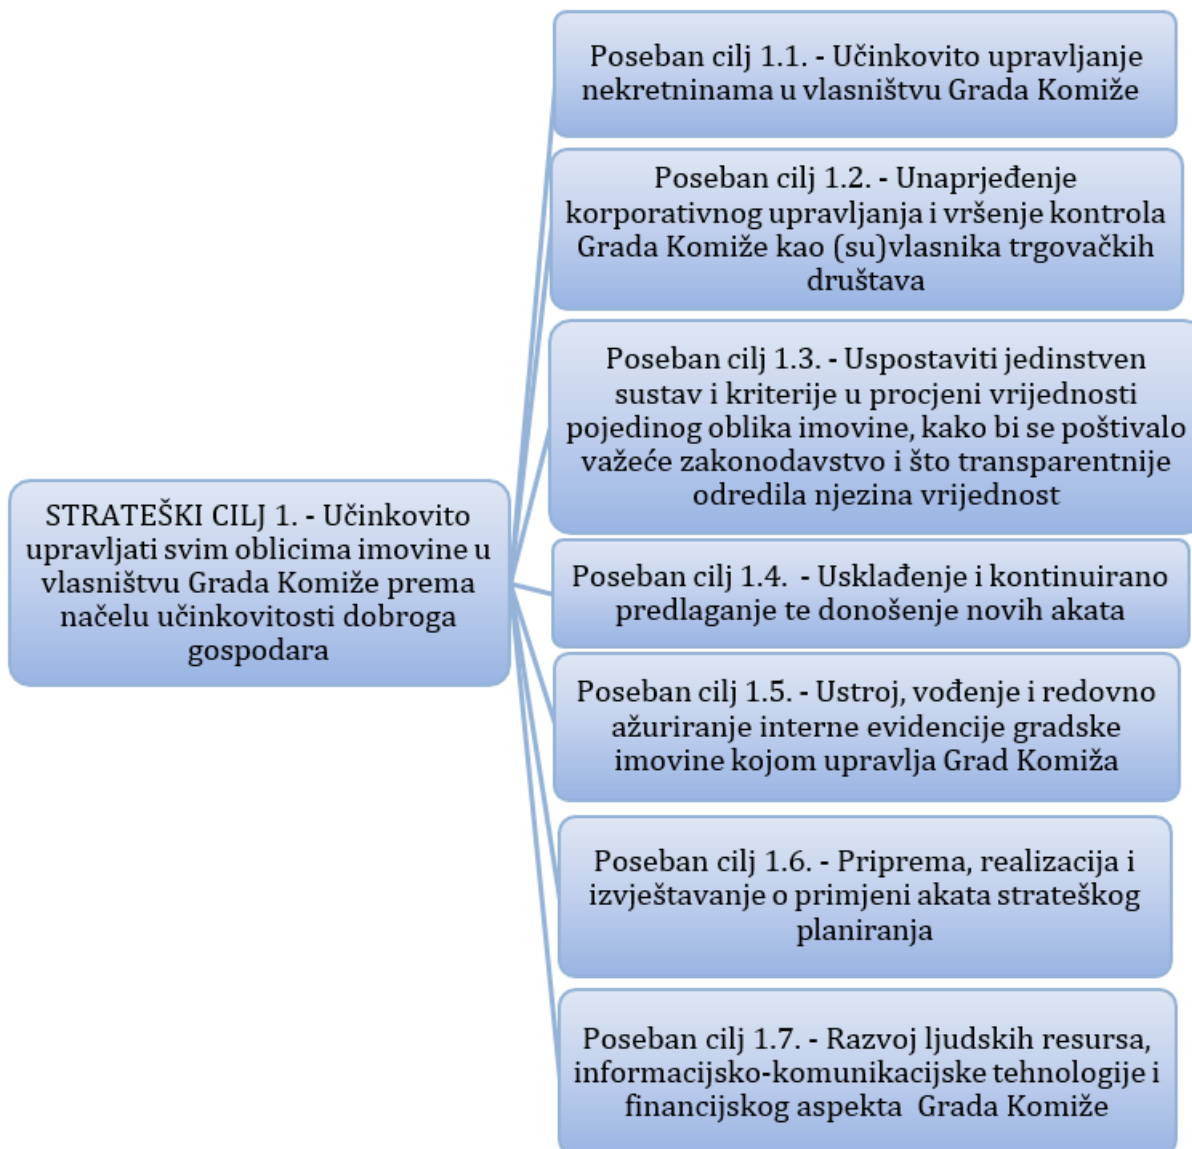 STRATEŠKI CILJ 1. - Učinkovito
upravljati svim oblicima imovine u
vlasništvu Grada Komiže prema
načelu učinkovitosti dobroga
gospodara
Poseban cilj 1.1. - Učinkovito upravljanje
nekretninama u vlasništvu Grada Komiže
Poseban cilj 1.2. - Unaprjeđenje
korporativnog upravljanja i vršenje kontrola
Grada Komiže kao (su)vlasnika trgovačkih
društava
Poseban cilj 1.3. - Uspostaviti jedinstven
sustav i kriterije u procjeni vrijednosti
pojedinog oblika imovine, kako bi se poštivalo
važeće zakonodavstvo i što transparentnije
odredila njezina vrijednost
Poseban cilj 1.4.  - Usklađenje i kontinuirano
predlaganje te donošenje novih akata
Poseban cilj 1.5. - Ustroj, vođenje i redovno
ažuriranje interne evidencije gradske
imovine kojom upravlja Grad Komiža
Poseban cilj 1.6. - Priprema, realizacija i
izvještavanje o primjeni akata strateškog
planiranja
Poseban cilj 1.7. - Razvoj ljudskih resursa,
informacijsko-komunikacijske tehnologije i
financijskog aspekta  Grada Komiže